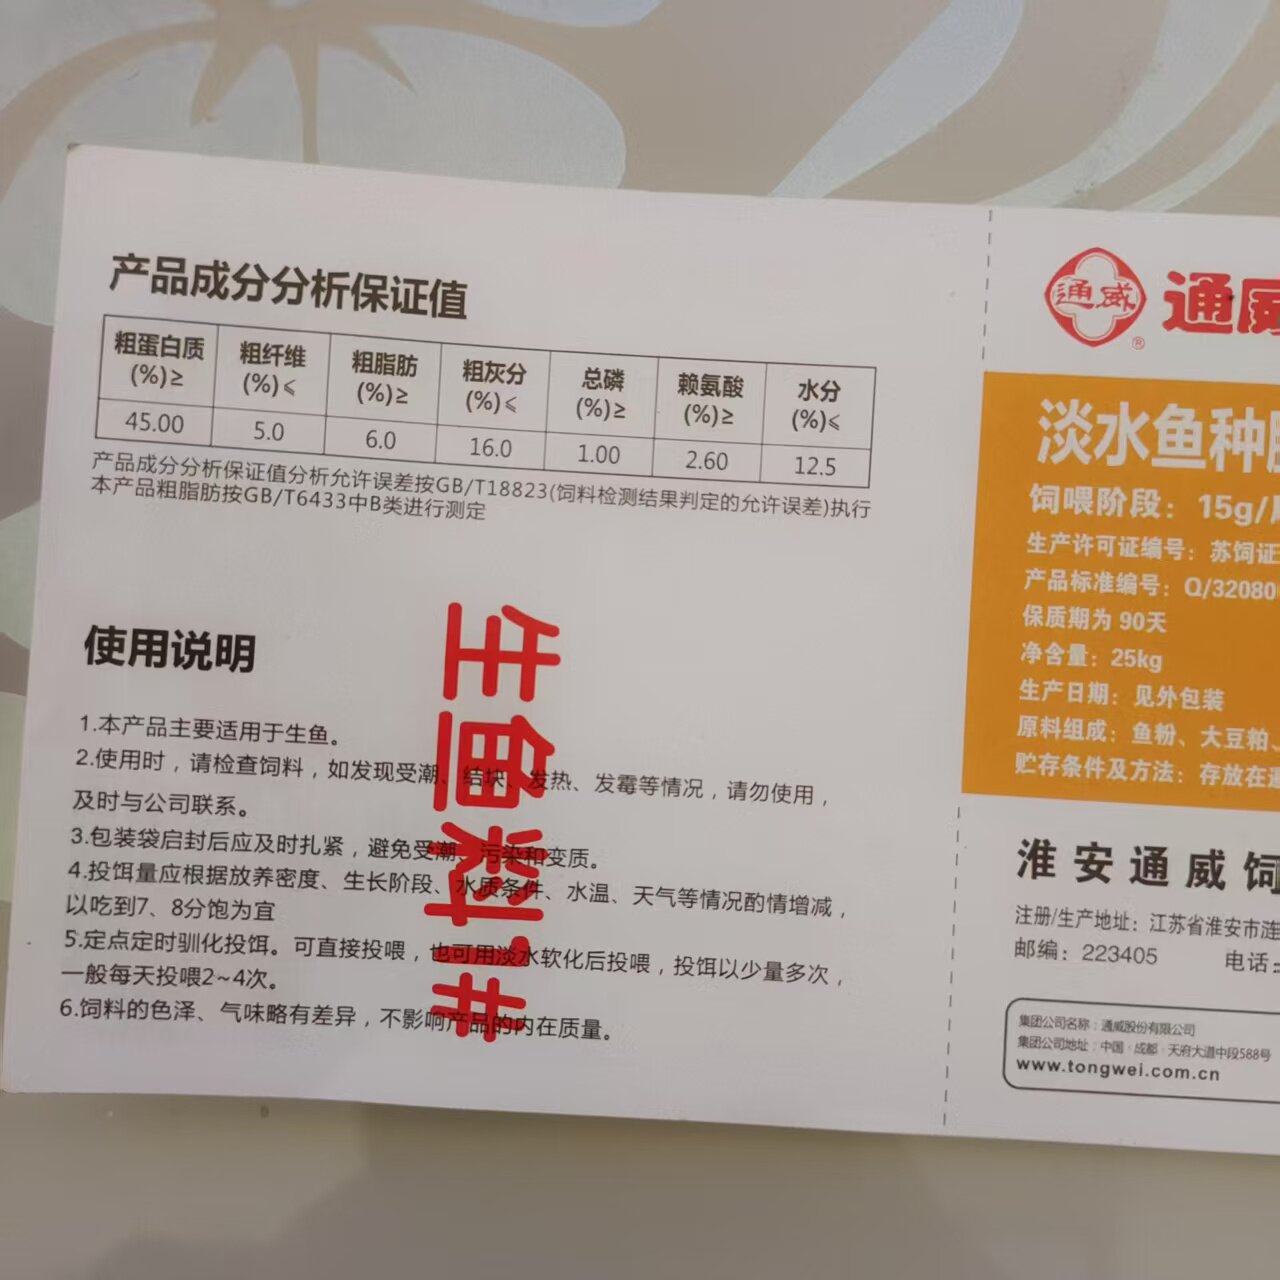 产品成分分析保证值
粗蛋白质 粗纤维 粗脂肪 粗灰分 总磷 赖氨酸 水分
(%)≥ (%)≤ (%)≥ (%)≤ (%)≥ (%)≥ (%)≤
45.00 5.0 6.0 16.0 1.00 2.60 12.5
产品成分分析保证值分析允许误差按GB/T18823(饲料检测结果判定的允许误差)执行
本产品粗脂肪按GB/T6433中B类进行测定
使用说明
1.本产品主要适用于生鱼。
2.使用时，请检查饲料，如发现受潮、结块、发热、发霉等情况，请勿使用，
及时与公司联系。
3.包装袋启封后应及时扎紧，避免受潮、污染和变质。
4.投饵量应根据放养密度、生长阶段、水质条件、水温、天气等情况酌情增减，
以吃到7、8分饱为宜
5.定点定时驯化投饵。可直接投喂，也可用淡水软化后投喂，投饵以少量多次，
一般每天投喂2~4次。
6.饲料的色泽、气味略有差异，不影响产品的内在质量。
生鱼料1#
通威
®
通威
淡水鱼种
饲喂阶段：15g/
生产许可证编号：苏饲证
产品标准编号：Q/32080
保质期为 90天
净含量：25kg
生产日期：见外包装
原料组成：鱼粉、大豆粕、
贮存条件及方法：存放在
淮安通威饲
注册/生产地址：江苏省淮安市涟
邮编：223405 电话：
集团公司名称：通威股份有限公司
集团公司地址：中国·成都·天府大道中段588号
www.tongwei.com.cn